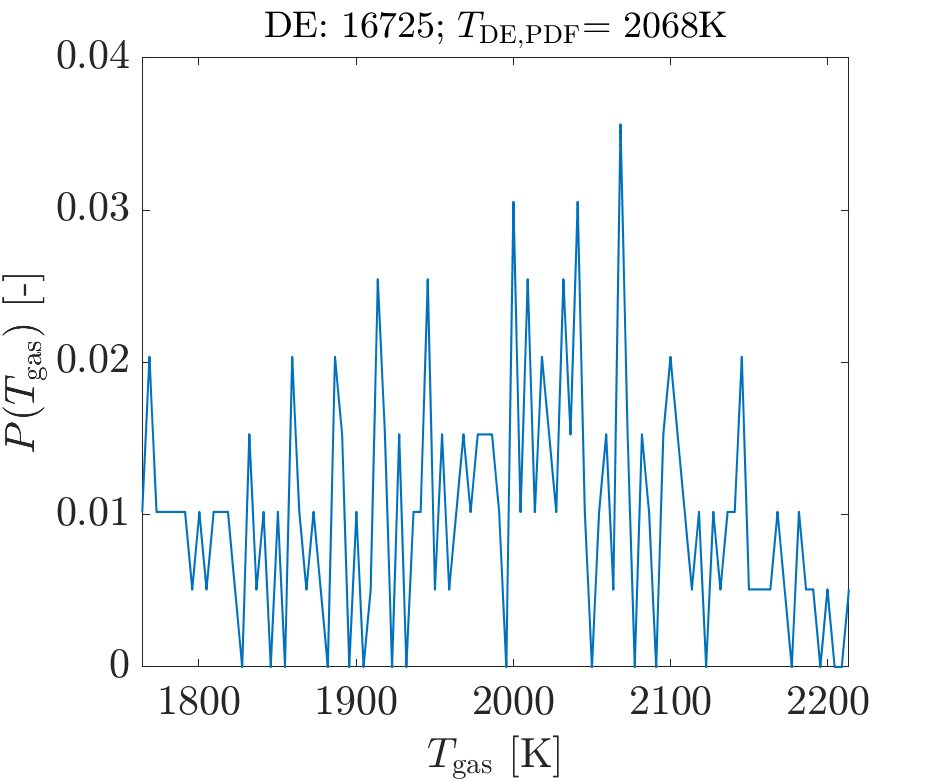 DE: 16725; T_DE,PDF= 2068K
0.04
0.03
0.02
0.01
0
P(T_gas) [-]
1800 1900 2000 2100 2200
T_gas [K]